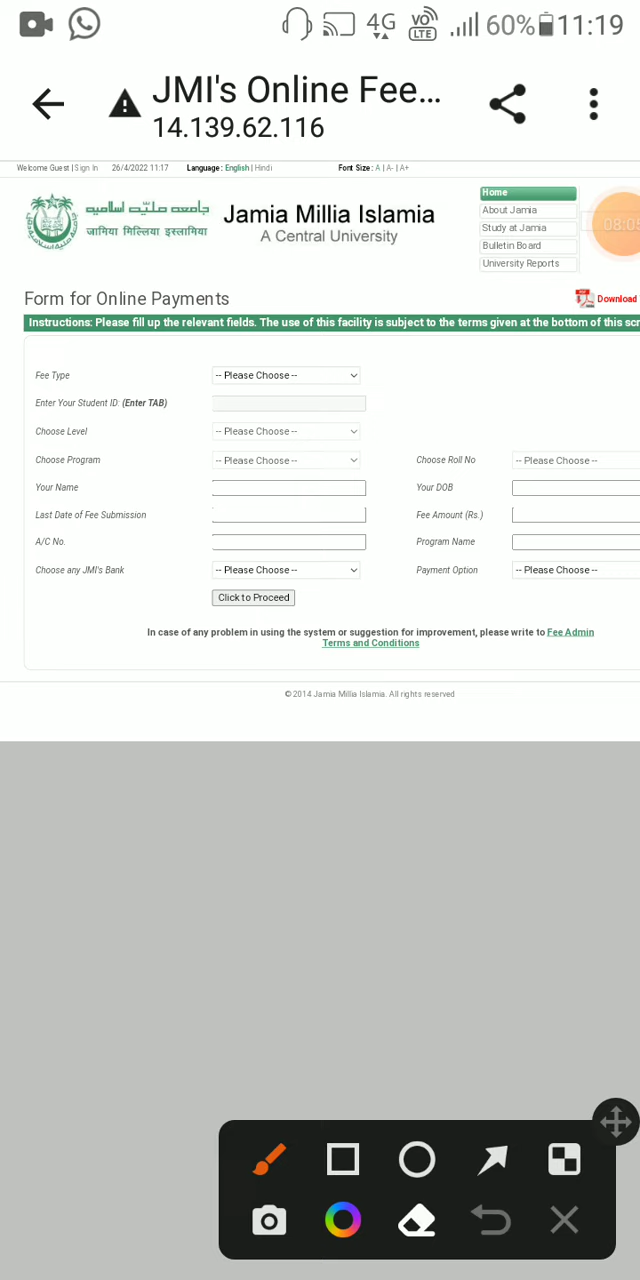 4G VO LTE 60% 11:19
JMI's Online Fee...
14.139.62.116
Welcome Guest | Sign In 26/4/2022 11:17 Language : English | Hindi Font Size : A | A- | A+
Home
About Jamia
Study at Jamia
Bulletin Board
University Reports
جامعہ ملیہ اسلامیہ
जामिया मिल्लिया इस्लामिया
Jamia Millia Islamia
A Central University
Form for Online Payments
Download
Instructions: Please fill up the relevant fields. The use of this facility is subject to the terms given at the bottom of this scr
Fee Type -- Please Choose --
Enter Your Student ID: (Enter TAB)
Choose Level -- Please Choose --
Choose Program -- Please Choose -- Choose Roll No -- Please Choose --
Your Name Your DOB
Last Date of Fee Submission Fee Amount (Rs.)
A/C No. Program Name
Choose any JMI's Bank -- Please Choose -- Payment Option -- Please Choose --
Click to Proceed
In case of any problem in using the system or suggestion for improvement, please write to Fee Admin
Terms and Conditions
© 2014 Jamia Millia Islamia. All rights reserved